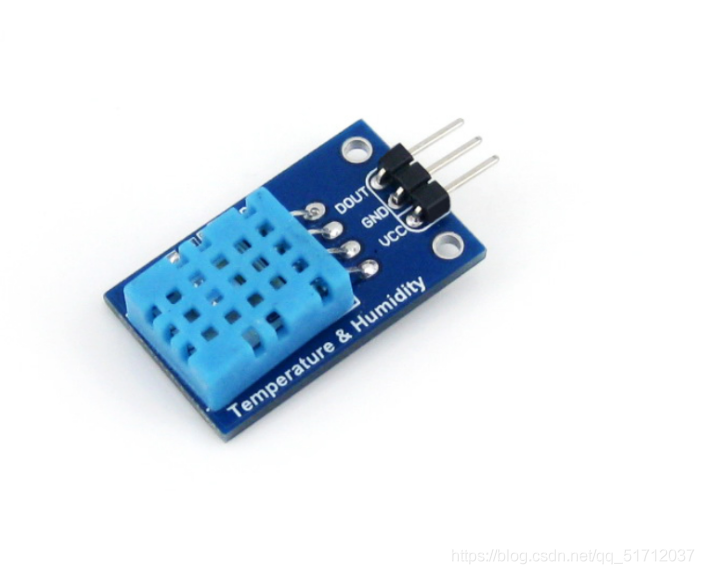 DOUT
GND
VCC
Temperature & Humidity
https://blog.csdn.net/qq_51712037